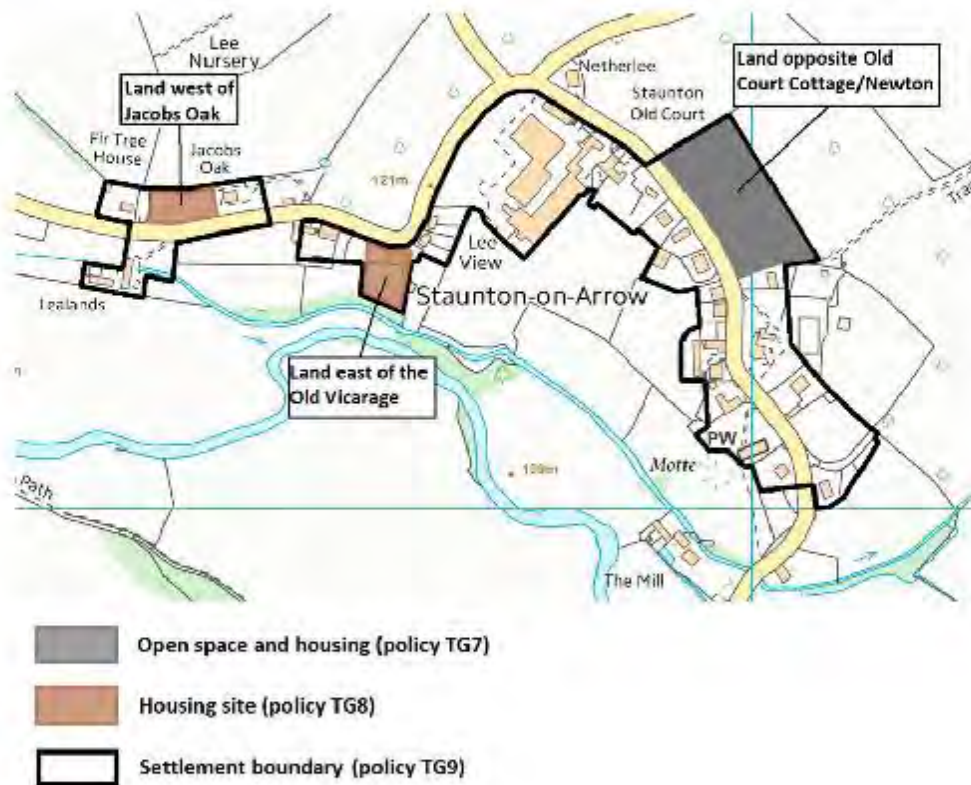 Lee
Nursery
Land west of
Jacobs Oak
Fir Tree
House
Jacobs
Oak
121m
Netherlee
Staunton
Old Court
Land opposite Old
Court Cottage/Newton
Tra
Lee
View
Staunton-on-Arrow
Lealands
Land east of the
Old Vicarage
PW
Motte
Path
The Mill
Open space and housing (policy TG7)
Housing site (policy TG8)
Settlement boundary (policy TG9)